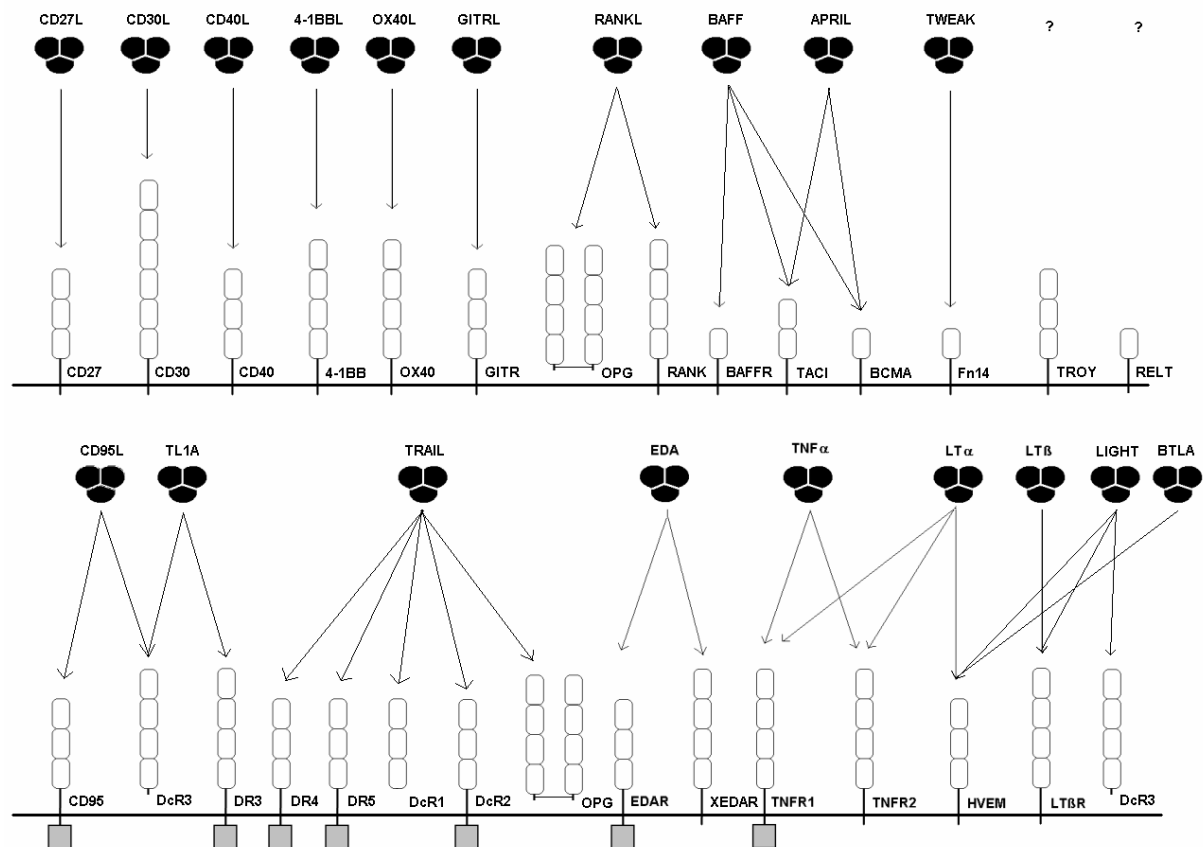 CD27L CD30L CD40L 4-1BBL OX40L GITRL RANKL BAFF APRIL TWEAK ? ?
CD27 CD30 CD40 4-1BB OX40 GITR OPG RANK BAFFR TACI BCMA Fn14 TROY RELT
CD95L TL1A TRAIL EDA TNFα LTα LTß LIGHT BTLA
CD95 DcR3 DR3 DR4 DR5 DcR1 DcR2 OPG EDAR XEDAR TNFR1 TNFR2 HVEM LTßR DcR3